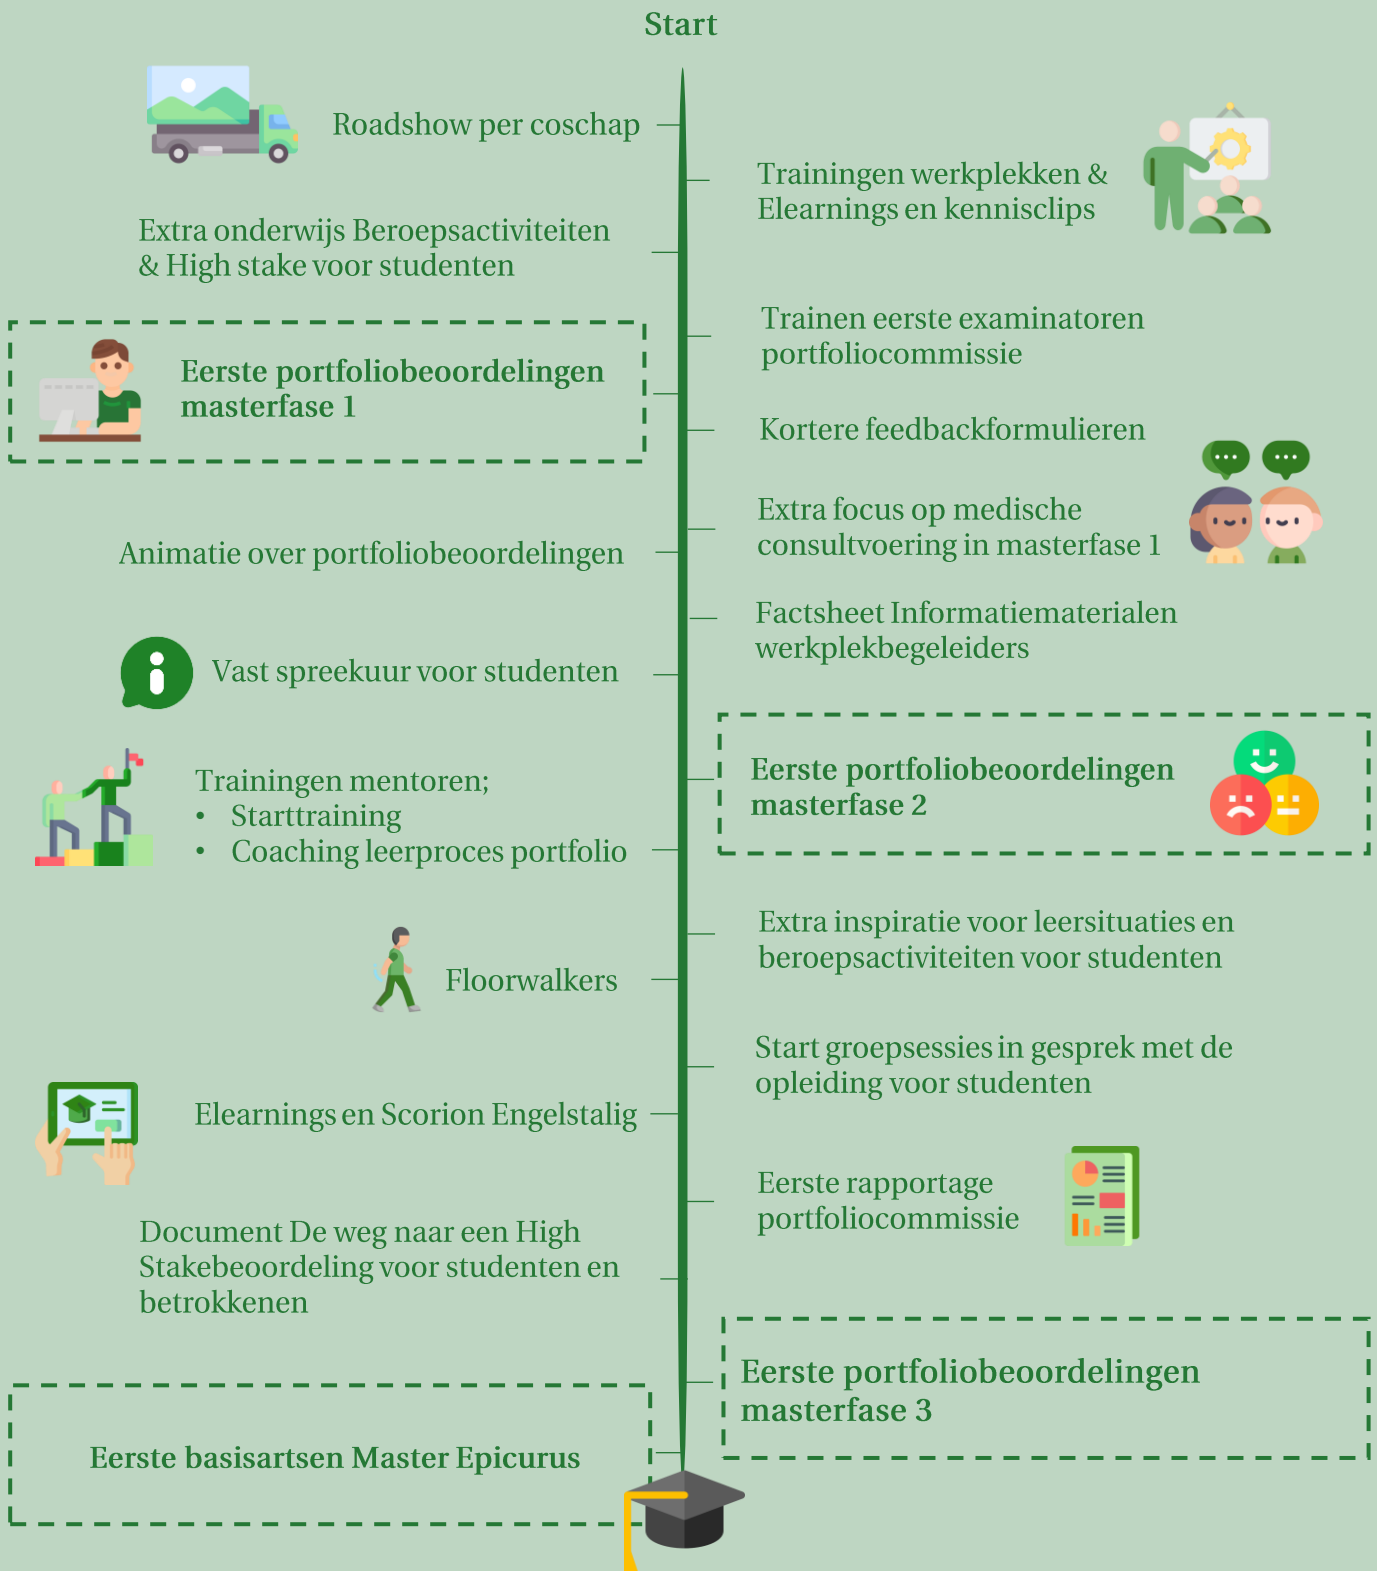 Start
Roadshow per coschap
Trainingen werkplekken &
Elearnings en kennisclips
Extra onderwijs Beroepsactiviteiten
& High stake voor studenten
Trainen eerste examinatoren
portfoliocommissie
Eerste portfoliobeoordelingen
masterfase 1
Kortere feedbackformulieren
Extra focus op medische
consultvoering in masterfase 1
Animatie over portfoliobeoordelingen
Factsheet Informatiematerialen
werkplekbegeleiders
Vast spreekuur voor studenten
Eerste portfoliobeoordelingen
masterfase 2
Trainingen mentoren;
• Starttraining
• Coaching leerproces portfolio
Extra inspiratie voor leersituaties en
beroepsactiviteiten voor studenten
Floorwalkers
Start groepsessies in gesprek met de
opleiding voor studenten
Elearnings en Scorion Engelstalig
Eerste rapportage
portfoliocommissie
Document De weg naar een High
Stakebeoordeling voor studenten en
betrokkenen
Eerste portfoliobeoordelingen
masterfase 3
Eerste basisartsen Master Epicurus